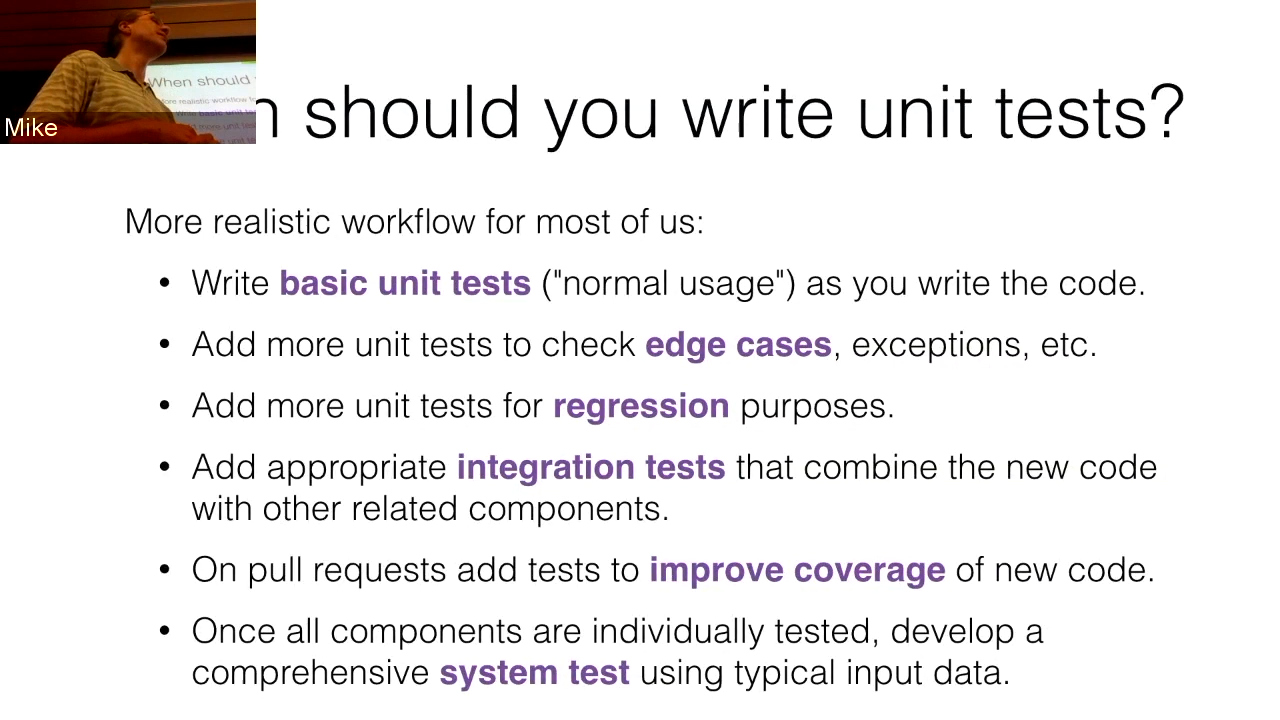 When should
More realistic workflow
Mike
n should you write unit tests?
More realistic workflow for most of us:
• Write basic unit tests ("normal usage") as you write the code.
• Add more unit tests to check edge cases, exceptions, etc.
• Add more unit tests for regression purposes.
• Add appropriate integration tests that combine the new code
with other related components.
• On pull requests add tests to improve coverage of new code.
• Once all components are individually tested, develop a
comprehensive system test using typical input data.